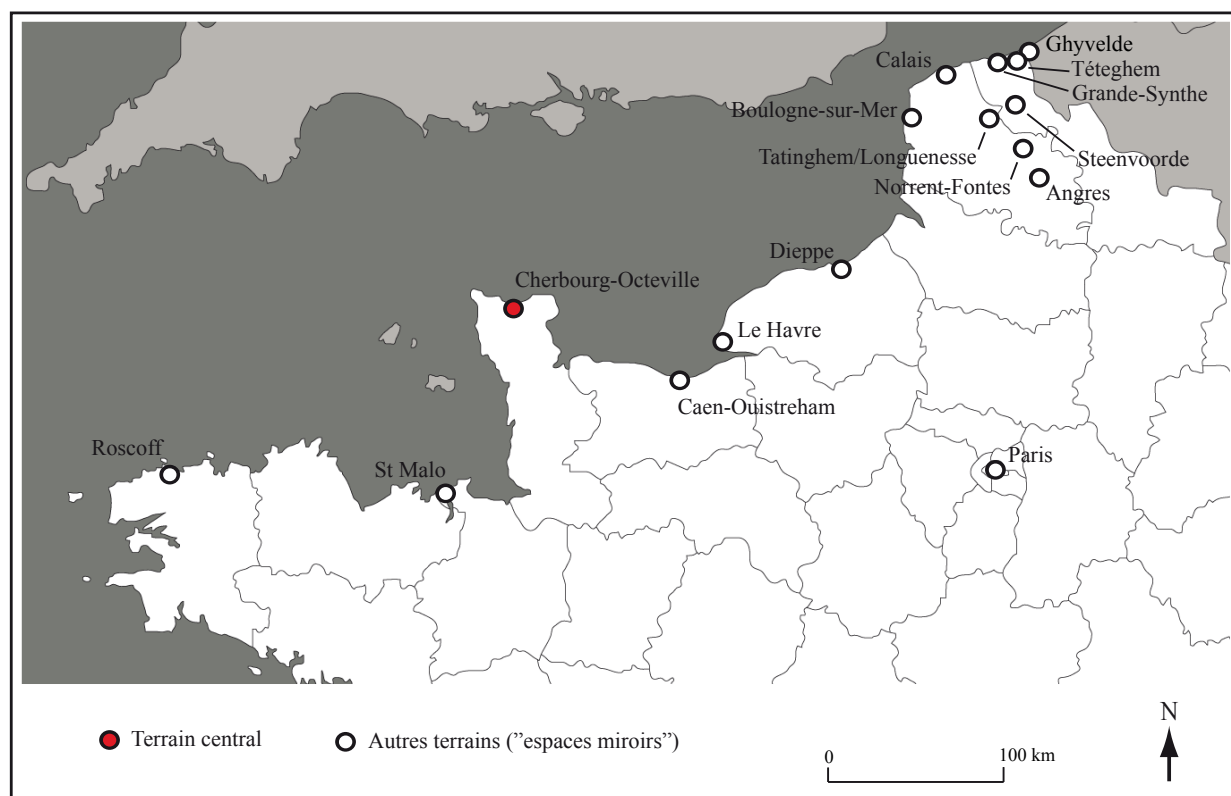 Ghyvelde
Calais
Téteghem
Grande-Synthe
Boulogne-sur-Mer
Tatinghem/Longuenesse
Steenvoorde
Norrent-Fontes
Angres
Dieppe
Cherbourg-Octeville
Le Havre
Caen-Ouistreham
Roscoff
St Malo
Paris
N
Terrain central
Autres terrains (”espaces miroirs”)
0
100 km